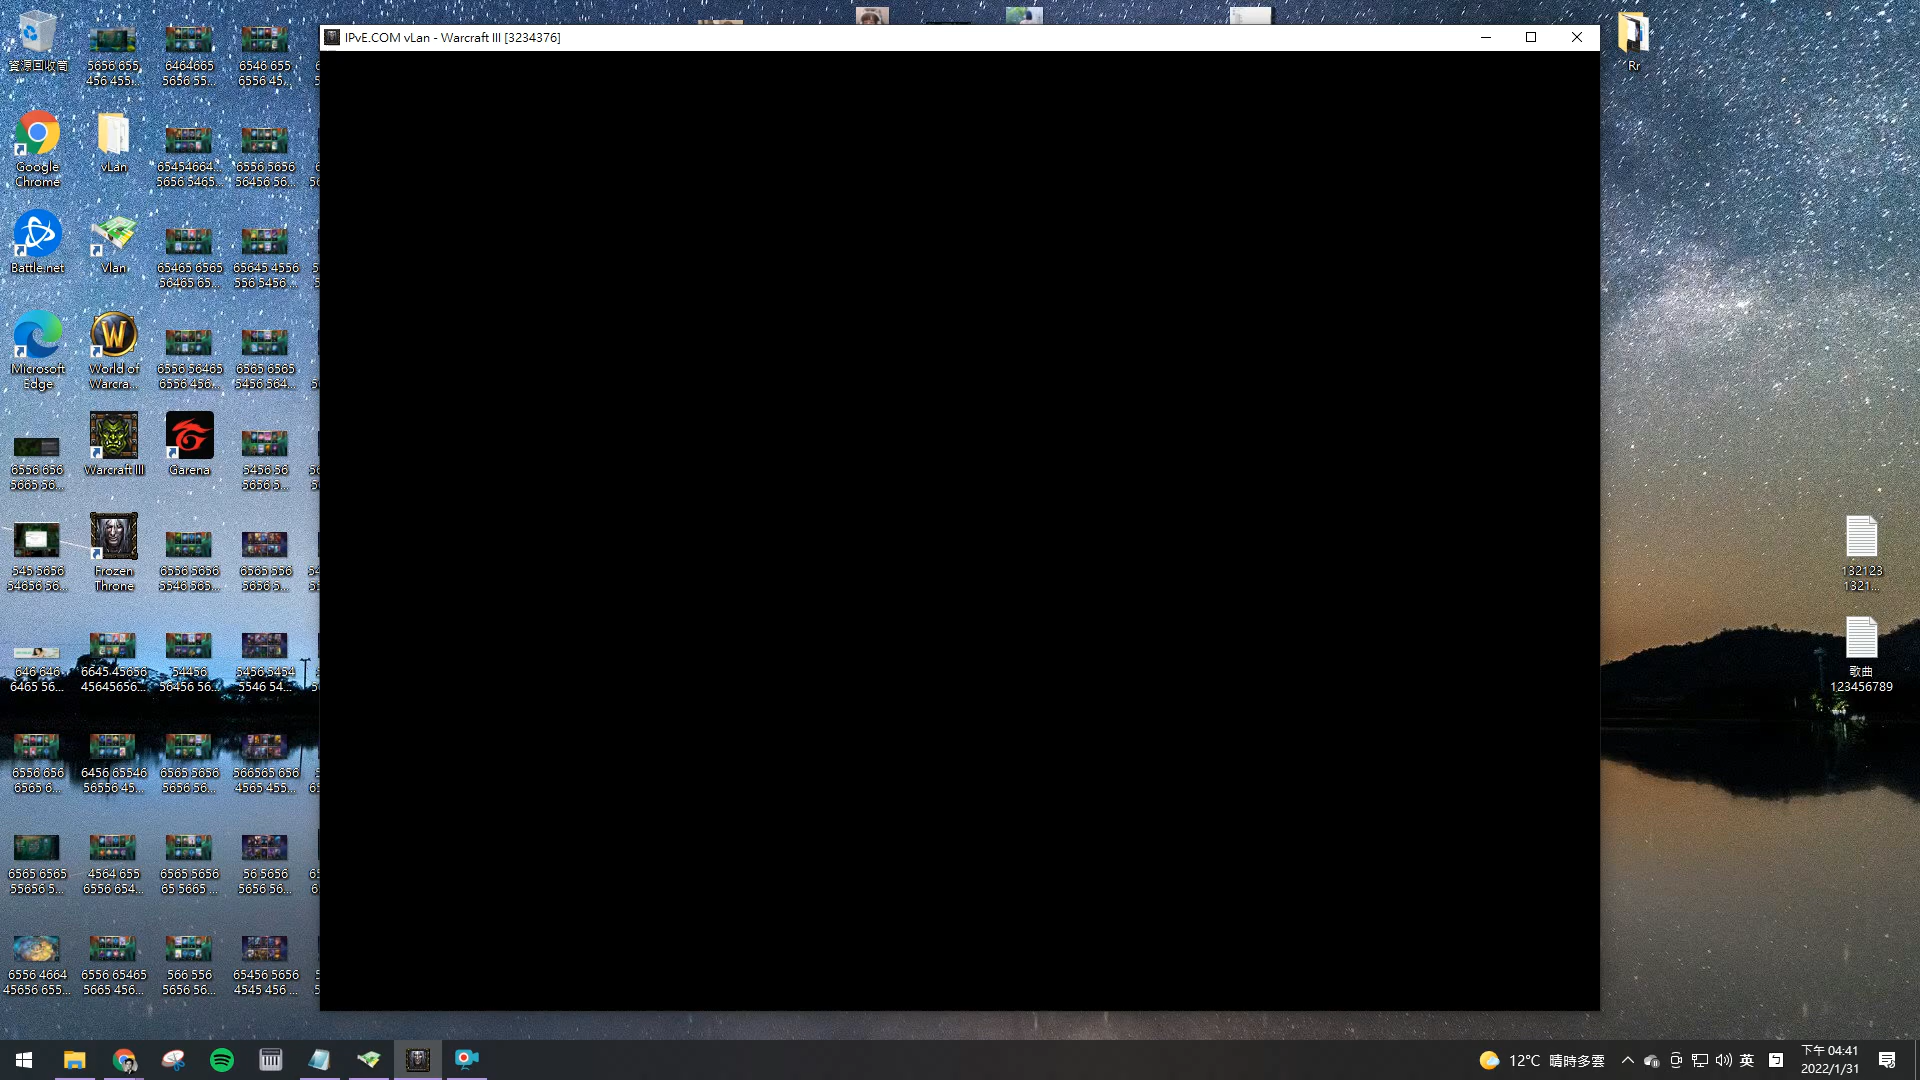 IPvE.COM vLan - Warcraft III [3234376]
資源回收筒
5656 655
456 455...
6464665
5656 55...
6546 655
6556 45...
Rr
Google
Chrome
vLan
65454664...
5656 5465...
6556 5656
56456 56...
Battle.net
Vlan
65465 6565
56465 65...
65645 4556
556 5456 ...
Microsoft
Edge
World of
Warcra...
6556 56465
6556 456...
6565 6565
5456 564...
6556 656
5665 56...
Warcraft III
Garena
5456 56
5656 5...
545 5656
54656 56...
Frozen
Throne
6556 5656
5546 565...
6565 556
5656 5...
132123
1321...
646 646
6465 56...
6645 45656
45645656...
54456
56456 56...
5456 5454
5546 54...
歌曲
123456789
6556 656
6565 6...
6456 65546
56556 45...
6565 5656
5656 56...
566565 656
4565 455...
6565 6565
55656 5...
4564 655
6556 654...
6565 5656
65 5665 ...
56 5656
5656 56...
6556 4664
45656 655...
6556 65465
5665 456...
566 556
5656 56...
65456 5656
4545 456 ...
12°C 晴時多雲
英
下午 04:41
2022/1/31